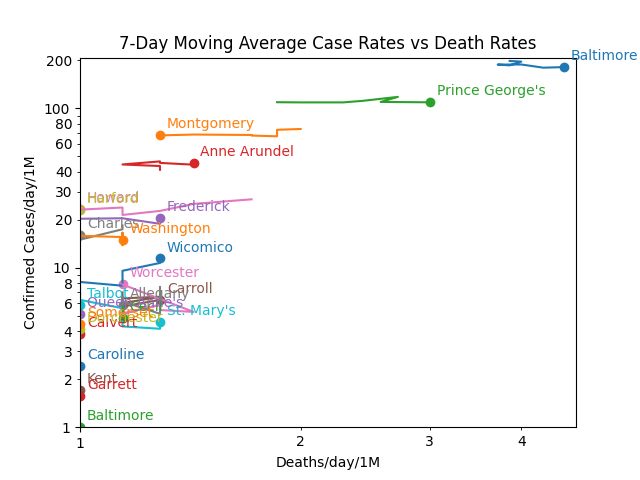 7-Day Moving Average Case Rates vs Death Rates
Confirmed Cases/day/1M
200
100
80
60
40
30
20
10
8
6
4
3
2
1
Baltimore
Prince George's
Montgomery
Anne Arundel
Harford
Howard
Frederick
Charles
Washington
Wicomico
Worcester
Carroll
Talbot
Allegany
St. Mary's
Calvert
Caroline
Kent
Garrett
Baltimore
1
2
3
4
Deaths/day/1M